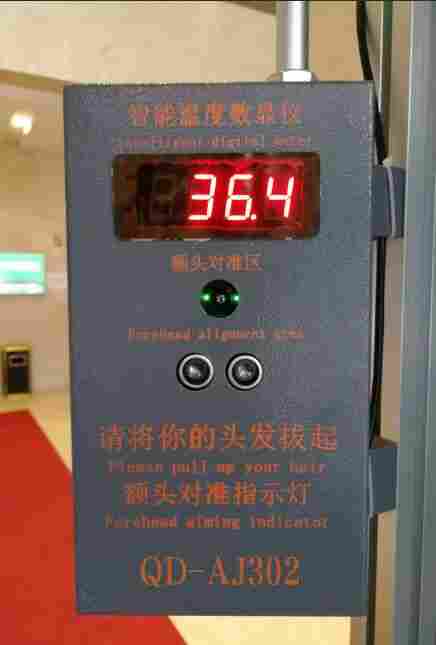 智能温度数显仪
Intelligent digital meter
36.4
额头对准区
Forehead alignment area
请将你的头发拔起
Please pull up your hair
额头对准指示灯
Forehead aiming indicator
QD-AJ302